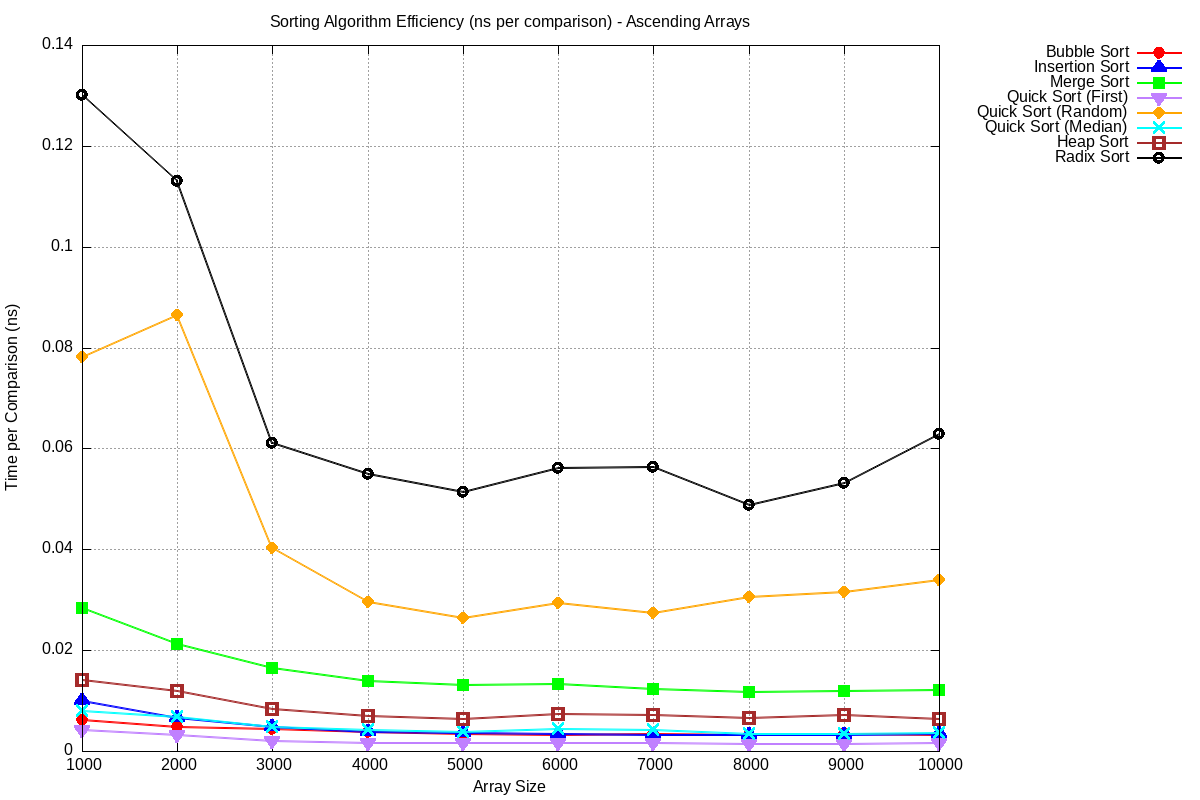 Sorting Algorithm Efficiency (ns per comparison) - Ascending Arrays
Bubble Sort
Insertion Sort
Merge Sort
Quick Sort (First)
Quick Sort (Random)
Quick Sort (Median)
Heap Sort
Radix Sort
Time per Comparison (ns)
0.14
0.12
0.1
0.08
0.06
0.04
0.02
0
1000 2000 3000 4000 5000 6000 7000 8000 9000 10000
Array Size